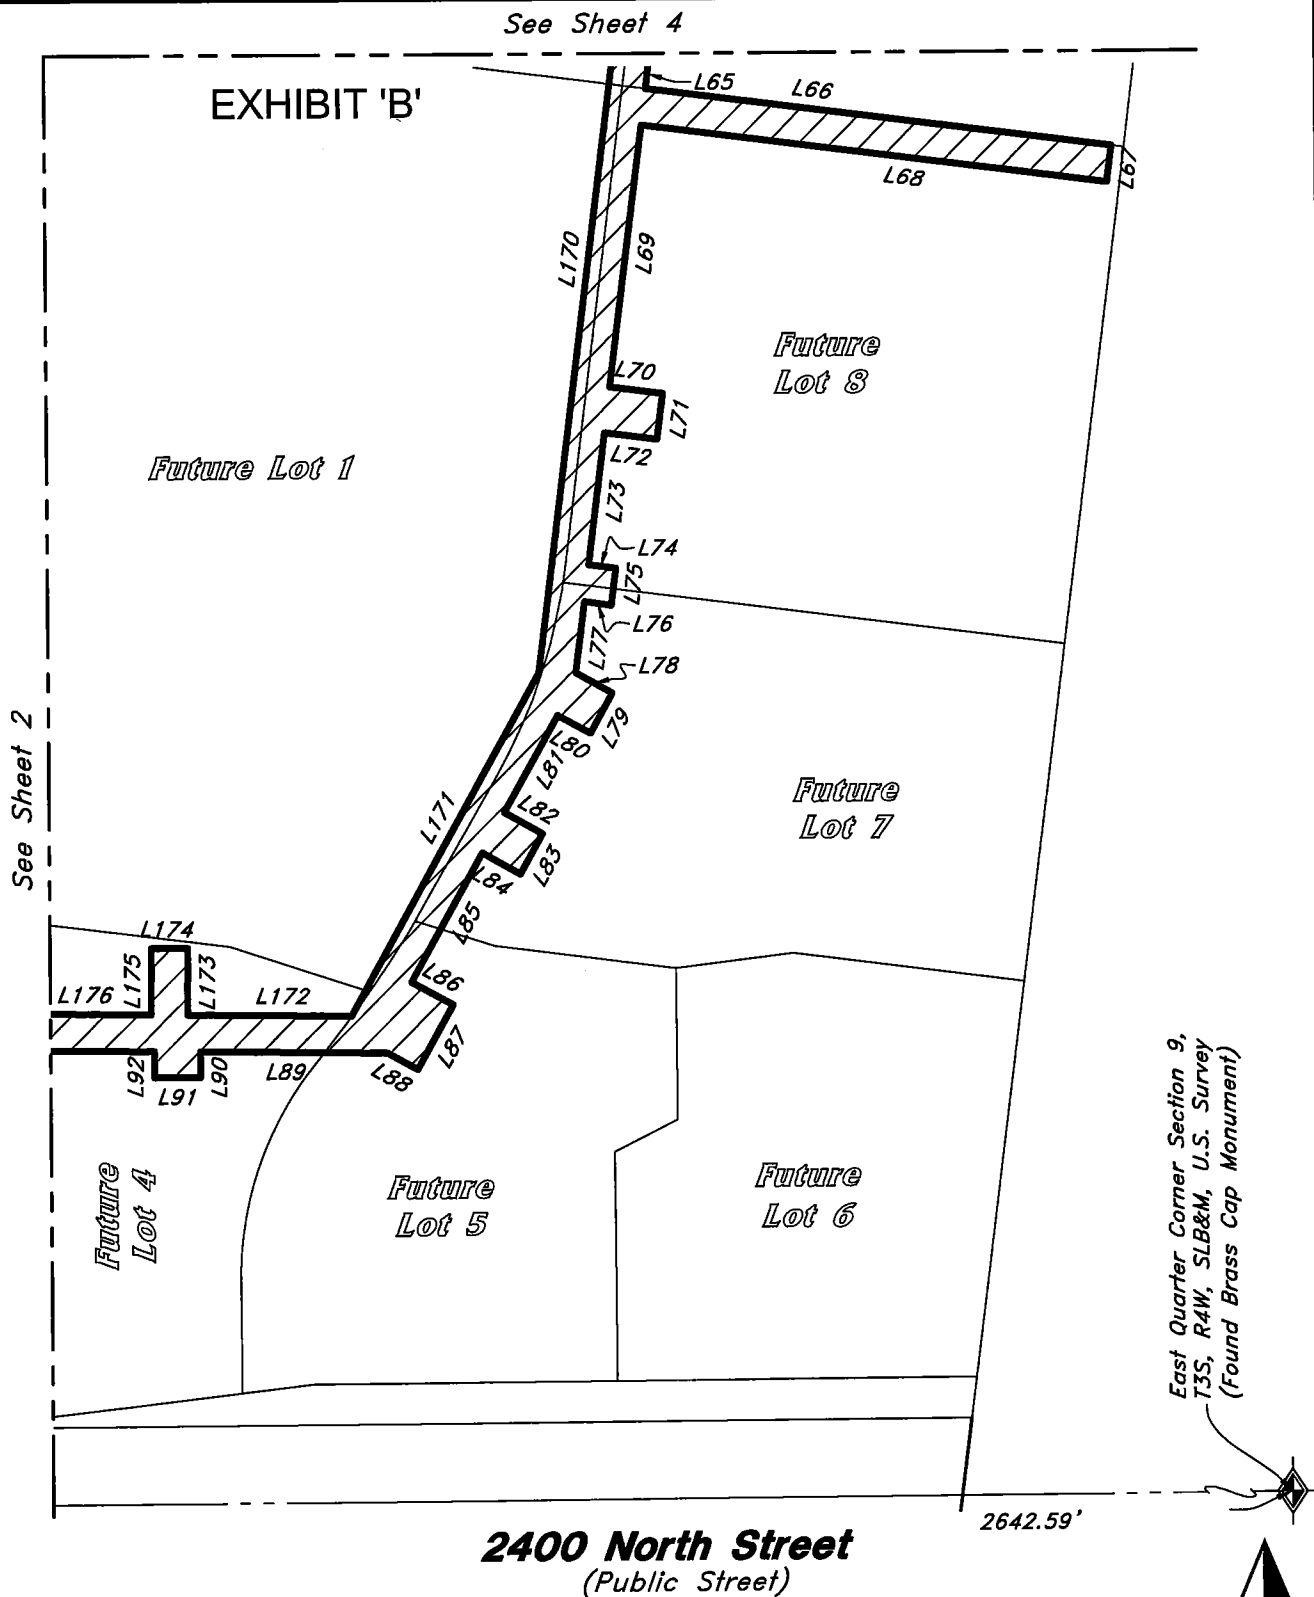 See Sheet 4
EXHIBIT 'B'
L65
L66
L67
L68
L170
L69
Future
Lot 8
L70
L71
L72
Future Lot 1
L73
L74
L75
L76
L77
L78
L79
L80
L81
See Sheet 2
Future
Lot 7
L171
L82
L83
L84
L85
L174
L86
L175
L173
L176
L172
L87
L92
L90
L89
L88
L91
Future
Lot 4
Future
Lot 5
Future
Lot 6
East Quarter Corner Section 9,
T3S, R4W, SLB&M, U.S. Survey
(Found Brass Cap Monument)
2642.59'
2400 North Street
(Public Street)